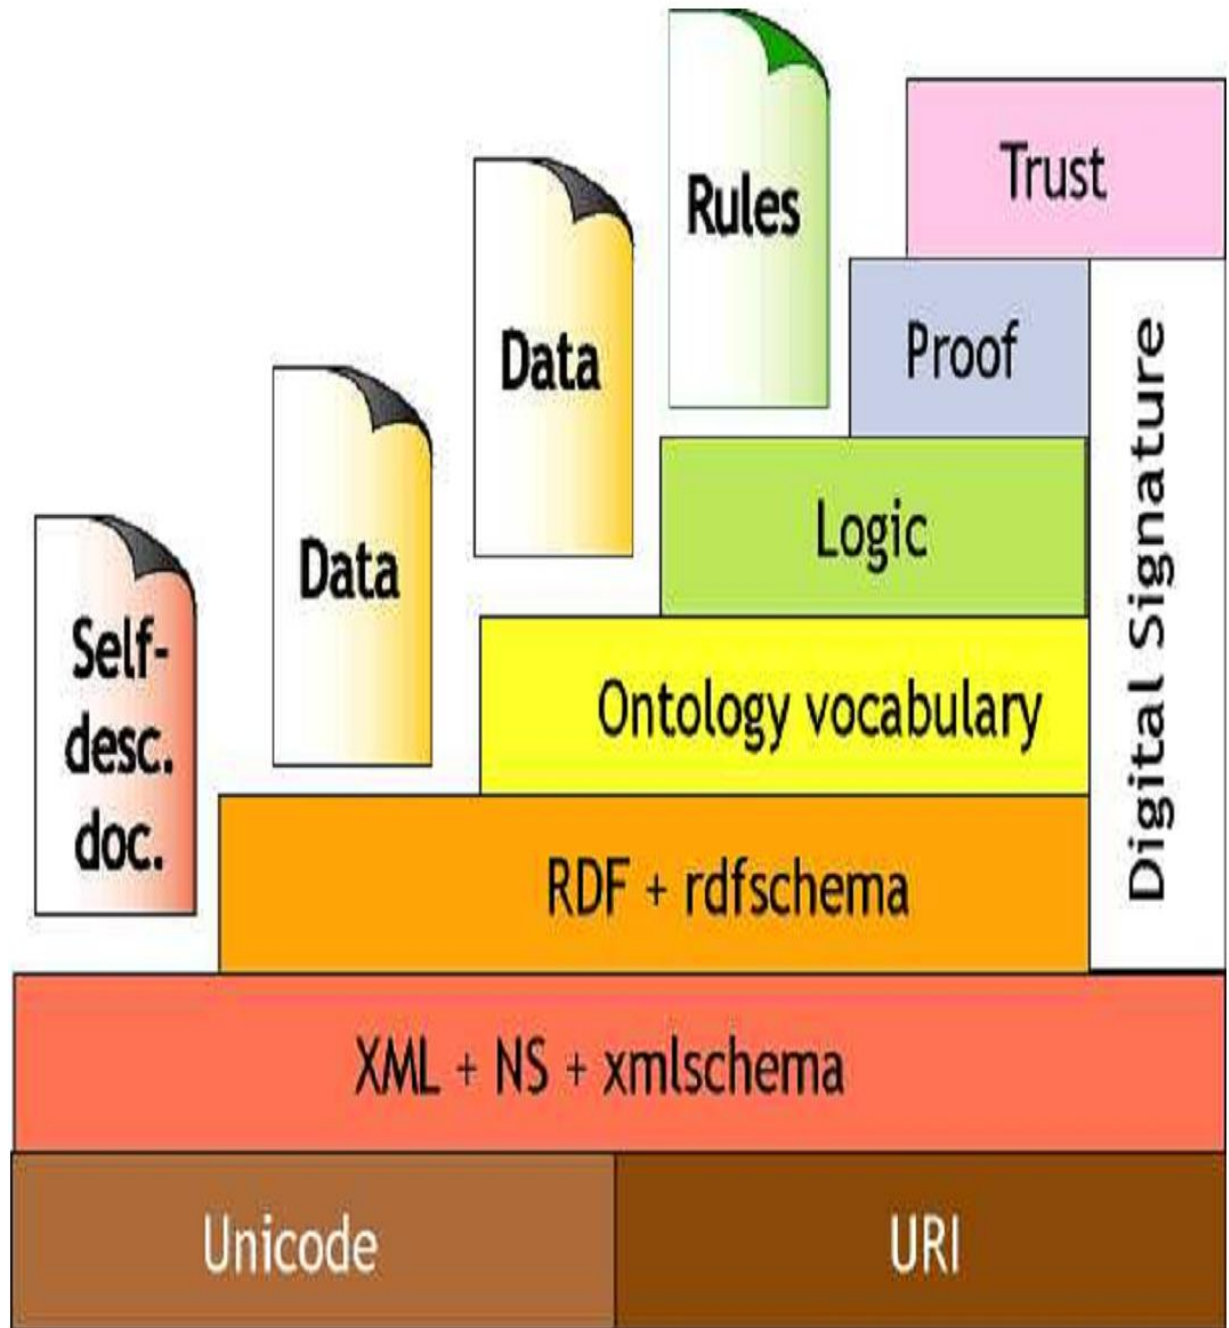 Rules
Trust
Data
Proof
Data
Logic
Self-
desc.
doc.
Ontology vocabulary
Digital Signature
RDF + rdfschema
XML + NS + xmlschema
Unicode
URI